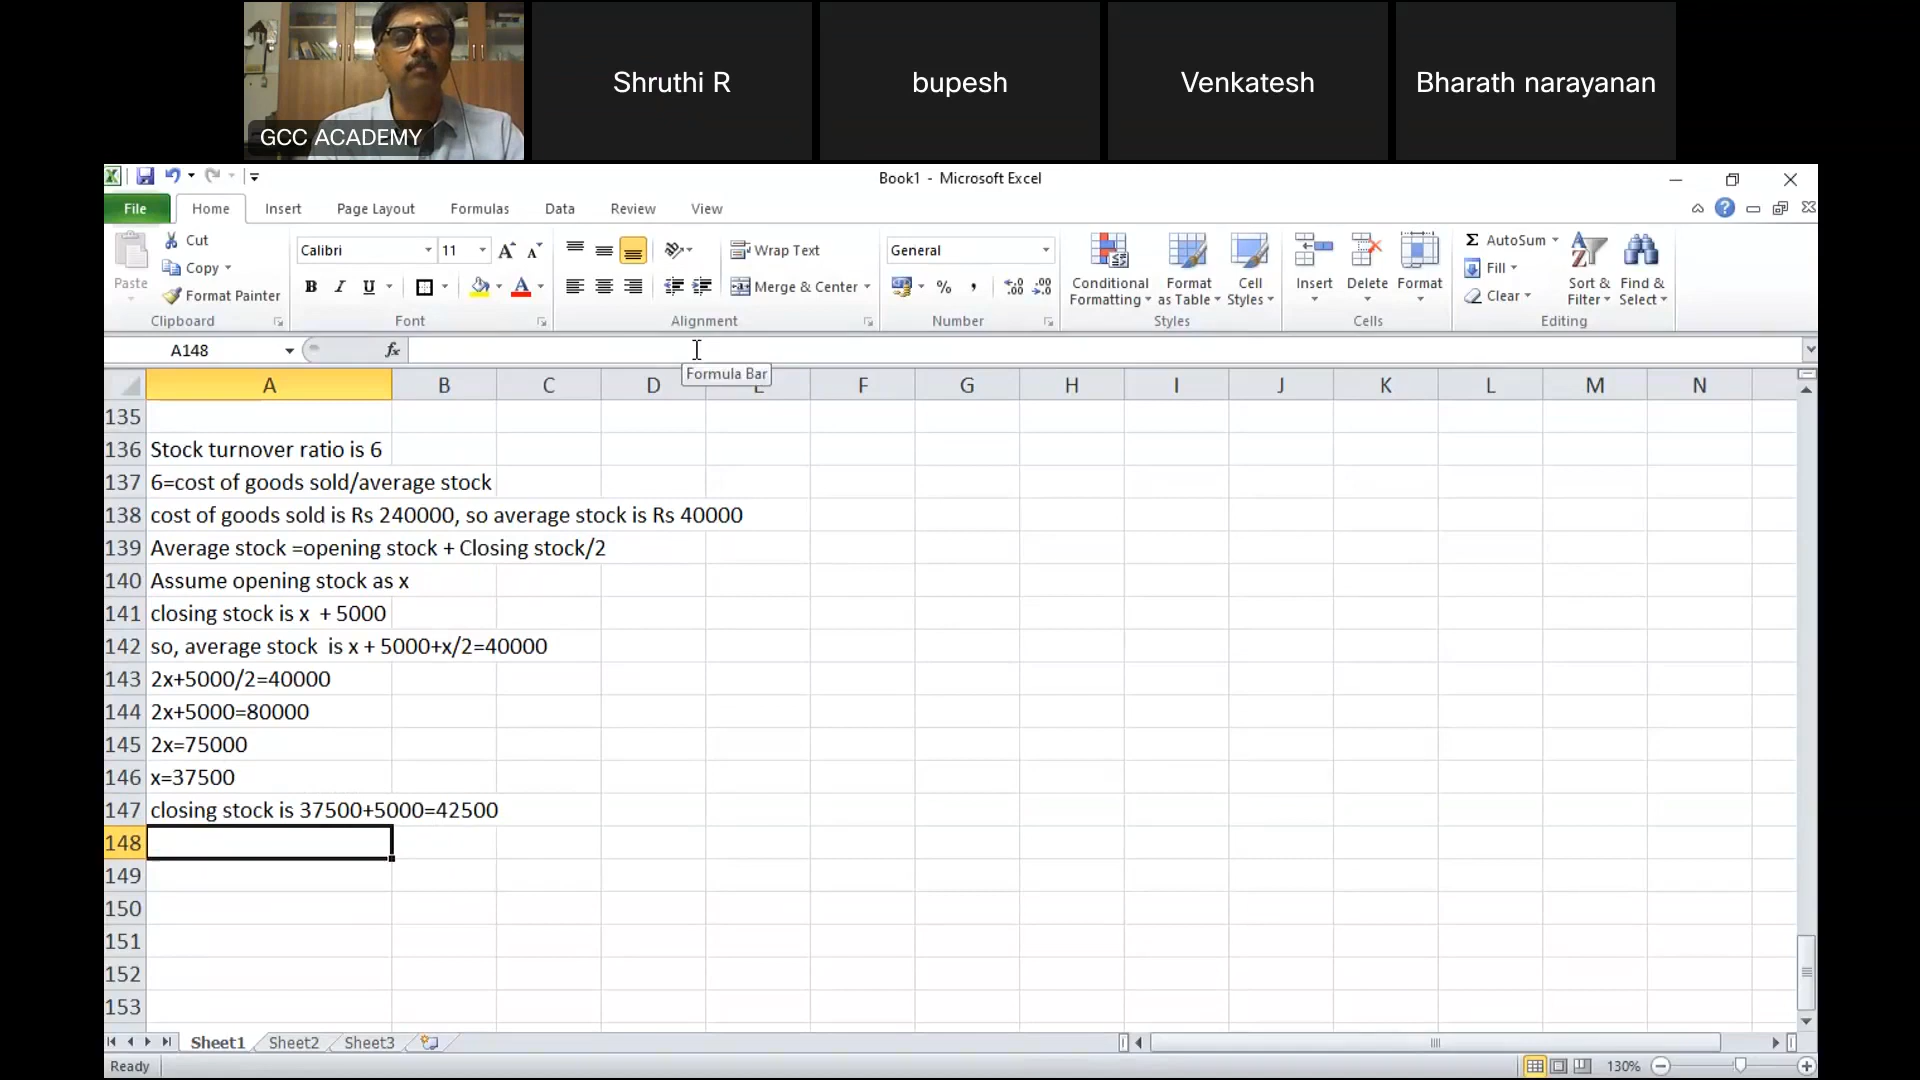 Shruthi R
bupesh
Venkatesh
Bharath narayanan
GCC ACADEMY
Book1 - Microsoft Excel
File Home Insert Page Layout Formulas Data Review View
Paste
Cut
Copy
Format Painter
Clipboard
Calibri 11
B I U
Font
Wrap Text
Merge & Center
Alignment
General
% ,
Number
Conditional Formatting
Format as Table
Cell Styles
Styles
Insert Delete Format
Cells
Σ AutoSum
Fill
Clear
Sort & Filter
Find & Select
Editing
A148
fx
Formula Bar
A B C D E F G H I J K L M N
135
136 Stock turnover ratio is 6
137 6=cost of goods sold/average stock
138 cost of goods sold is Rs 240000, so average stock is Rs 40000
139 Average stock =opening stock + Closing stock/2
140 Assume opening stock as x
141 closing stock is x  + 5000
142 so, average stock  is x + 5000+x/2=40000
143 2x+5000/2=40000
144 2x+5000=80000
145 2x=75000
146 x=37500
147 closing stock is 37500+5000=42500
148
149
150
151
152
153
Sheet1 Sheet2 Sheet3
Ready
130%